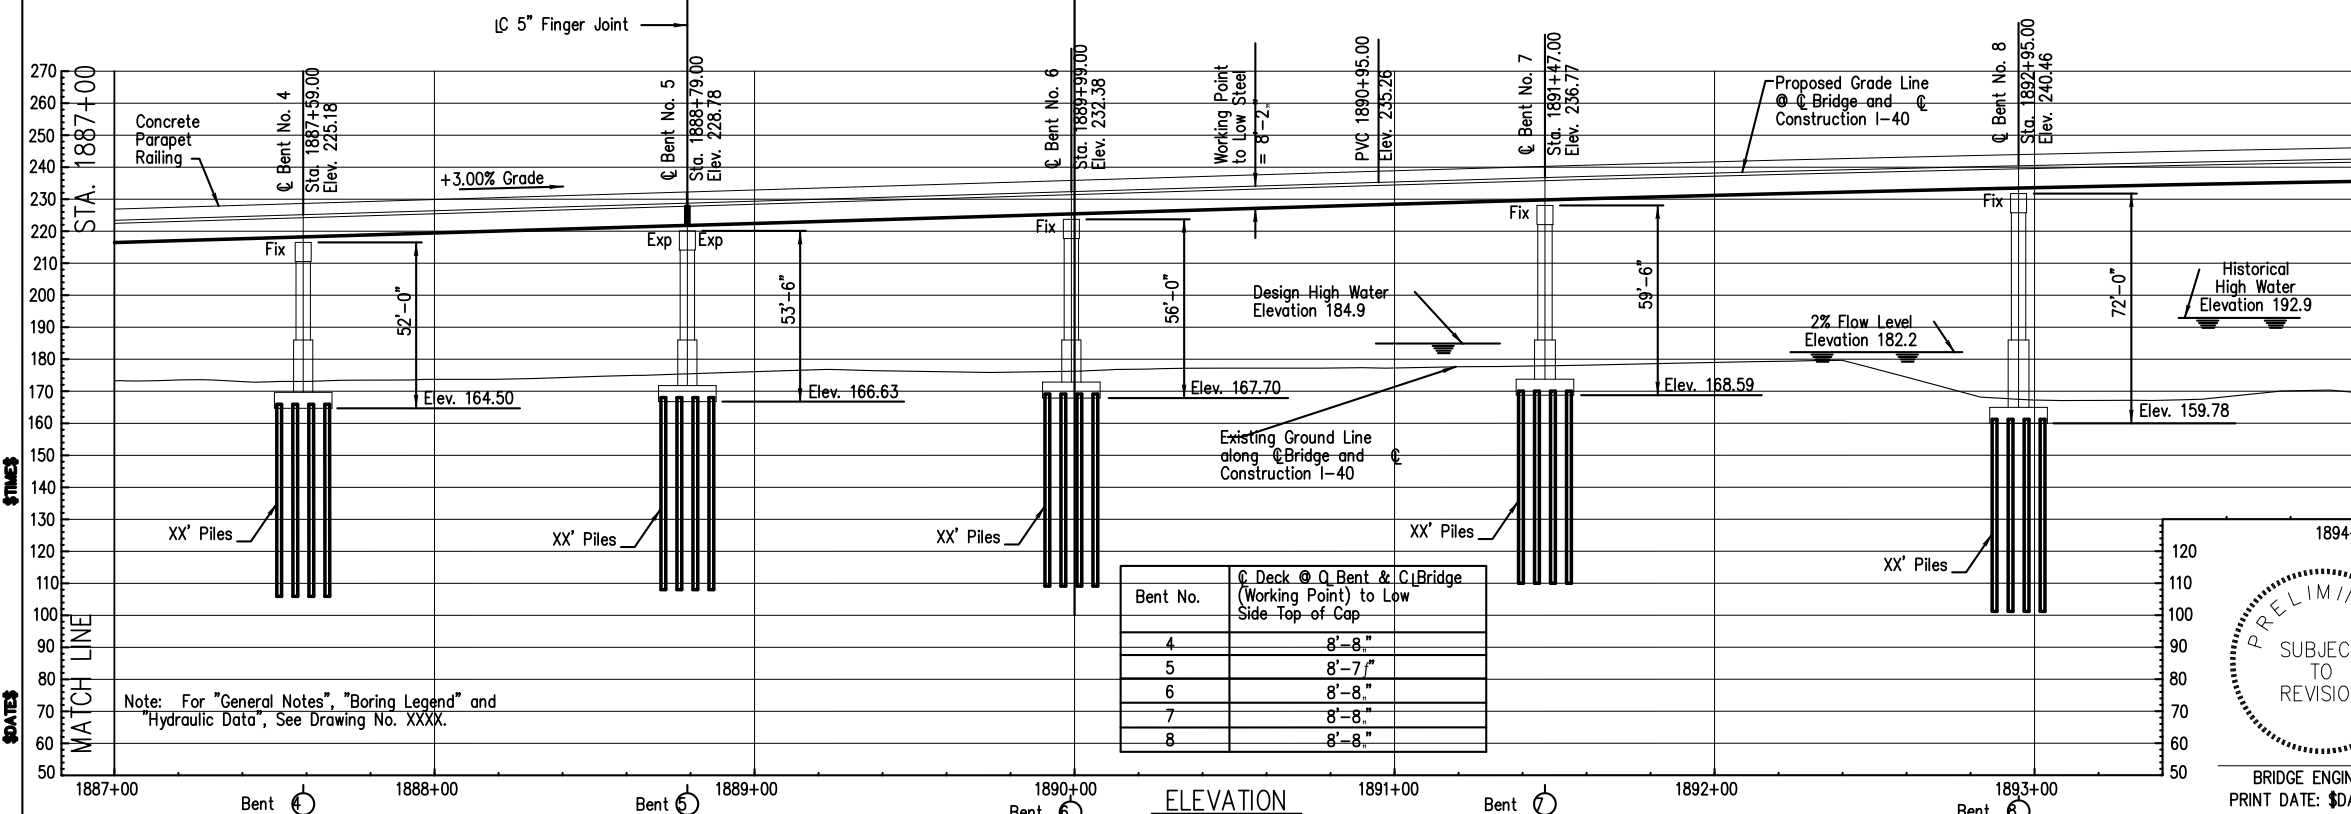 ℄ 5" Finger Joint
270
260
250
240
230
220
210
200
190
180
170
160
150
140
130
120
110
100
90
80
70
60
50
STA. 1887+00
MATCH LINE
$TIME$
$DATE$
Concrete
Parapet
Railing
℄ Bent No. 4
Sta. 1887+59.00
Elev. 225.18
+3.00% Grade
℄ Bent No. 5
Sta. 1888+79.00
Elev. 228.78
℄ Bent No. 6
Sta. 1889+99.00
Elev. 232.38
Working Point
to Low Steel
= 8'-2„"
PVC 1890+95.00
Elev. 235.26
℄ Bent No. 7
Sta. 1891+47.00
Elev. 236.77
Proposed Grade Line
@ ℄ Bridge and ℄
Construction I-40
℄ Bent No. 8
Sta. 1892+95.00
Elev. 240.46
Fix
Exp
Exp
Fix
Fix
Fix
52'-0"
53'-6"
56'-0"
59'-6"
72'-0"
Design High Water
Elevation 184.9
2% Flow Level
Elevation 182.2
Historical
High Water
Elevation 192.9
Elev. 164.50
Elev. 166.63
Elev. 167.70
Elev. 168.59
Elev. 159.78
Existing Ground Line
along ℄ Bridge and ℄
Construction I-40
XX' Piles
XX' Piles
XX' Piles
XX' Piles
XX' Piles
Bent No.
℄ Deck @ ℄ Bent & ℄ Bridge
(Working Point) to Low
Side Top of Cap
4 8'-8„"
5 8'-7ƒ"
6 8'-8„"
7 8'-8„"
8 8'-8„"
Note: For "General Notes", "Boring Legend" and
"Hydraulic Data", See Drawing No. XXXX.
1887+00
1888+00
1889+00
1890+00
1891+00
1892+00
1893+00
Bent 4
Bent 5
Bent 6
Bent 7
Bent 8
ELEVATION
1894
120
110
100
90
80
70
60
50
PRELIMI
SUBJEC
TO
REVISIO
BRIDGE ENGIN
PRINT DATE: $DA